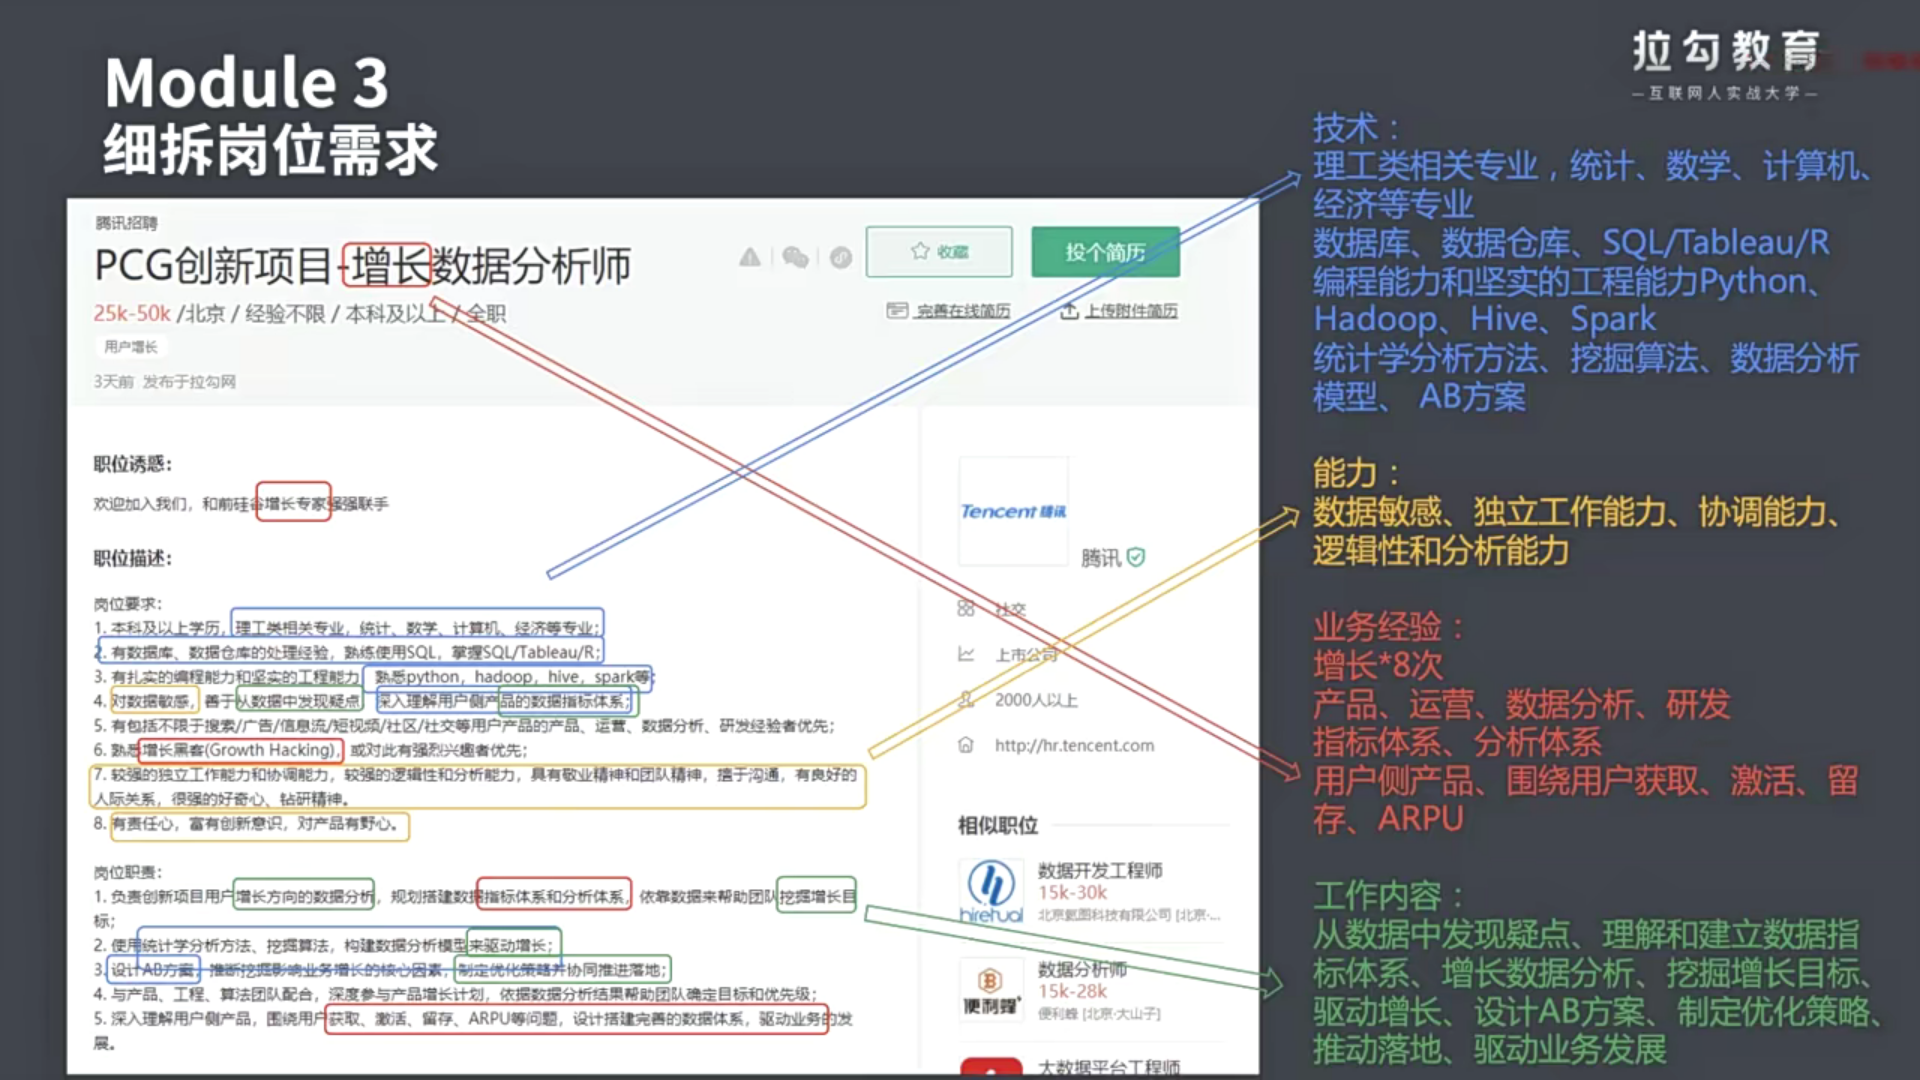 Module 3
细拆岗位需求
拉勾教育
—互联网人实战大学—
腾讯招聘
PCG创新项目-增长数据分析师
25k-50k /北京 / 经验不限 / 本科及以上 / 全职
用户增长
3天前 发布于拉勾网
收藏
投个简历
完善在线简历
上传附件简历
职位诱惑：
欢迎加入我们，和前硅谷增长专家强强联手
职位描述：
岗位要求：
1. 本科及以上学历，理工类相关专业，统计、数学、计算机、经济等专业；
2. 有数据库、数据仓库的处理经验，熟练使用SQL，掌握SQL/Tableau/R；
3. 有扎实的编程能力和坚实的工程能力，熟悉python，hadoop，hive，spark等；
4. 对数据敏感，善于从数据中发现疑点，深入理解用户侧产品的数据指标体系；
5. 有包括不限于搜索/广告/信息流/短视频/社区/社交等用户产品的产品、运营、数据分析、研发经验者优先；
6. 熟悉增长黑客(Growth Hacking)，或对此有强烈兴趣者优先；
7. 较强的独立工作能力和协调能力，较强的逻辑性和分析能力，具有敬业精神和团队精神，擅于沟通，有良好的
人际关系，很强的好奇心、钻研精神。
8. 有责任心，富有创新意识，对产品有野心。
岗位职责：
1. 负责创新项目用户增长方向的数据分析，规划搭建数据指标体系和分析体系，依靠数据来帮助团队挖掘增长目
标；
2. 使用统计学分析方法、挖掘算法，构建数据分析模型来驱动增长；
3. 设计AB方案，推断挖掘影响业务增长的核心因素，制定优化策略并协同推进落地；
4. 与产品、工程、算法团队配合，深度参与产品增长计划，依据数据分析结果帮助团队确定目标和优先级；
5. 深入理解用户侧产品，围绕用户获取、激活、留存、ARPU等问题，设计搭建完善的数据体系，驱动业务的发
展。
Tencent 腾讯
腾讯
社交
上市公司
2000人以上
http://hr.tencent.com
相似职位
hiretual
数据开发工程师
15k-30k
便利蜂
数据分析师
15k-28k
便利蜂 [北京·大山子]
大数据平台工程师
技术：
理工类相关专业，统计、数学、计算机、
经济等专业
数据库、数据仓库、SQL/Tableau/R
编程能力和坚实的工程能力Python、
Hadoop、Hive、Spark
统计学分析方法、挖掘算法、数据分析
模型、 AB方案
能力：
数据敏感、独立工作能力、协调能力、
逻辑性和分析能力
业务经验：
增长*8次
产品、运营、数据分析、研发
指标体系、分析体系
用户侧产品、围绕用户获取、激活、留
存、ARPU
工作内容：
从数据中发现疑点、理解和建立数据指
标体系、增长数据分析、挖掘增长目标、
驱动增长、设计AB方案、制定优化策略、
推动落地、驱动业务发展